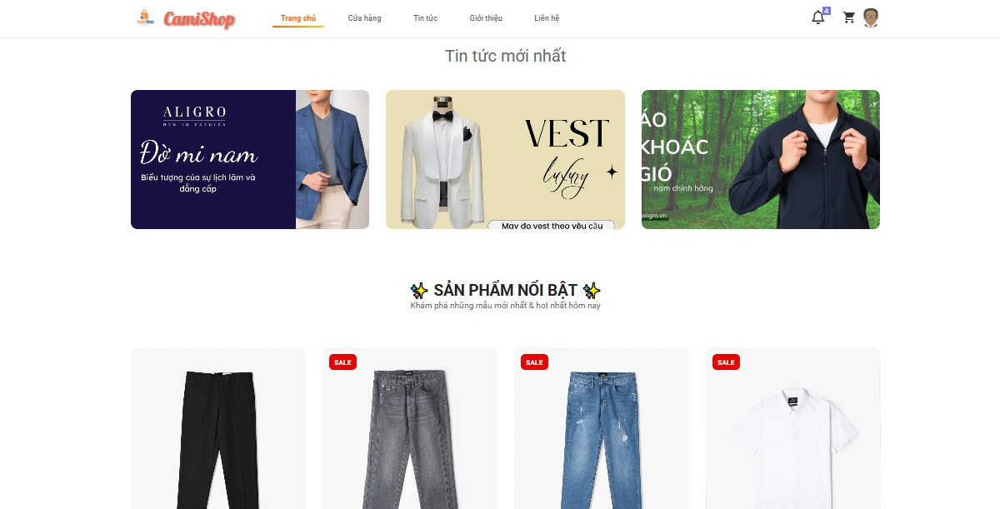 CamiShop
Trang chủ
Cửa hàng
Tin tức
Giới thiệu
Liên hệ
4
Tin tức mới nhất
ALIGRO
MEN IN FASHION
Đờ mi nam
Biểu tượng của sự lịch lãm và
đẳng cấp
VEST
luxury
May đo vest theo yêu cầu
ÁO
KHOÁC
GIÓ
nam chính hãng
aligro.vn
✨ SẢN PHẨM NỔI BẬT ✨
Khám phá những mẫu mới nhất & hot nhất hôm nay
SALE
SALE
SALE